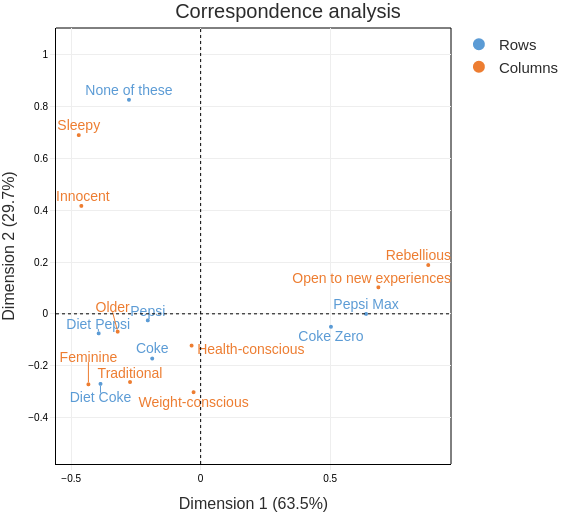 Correspondence analysis
Rows
Columns
1
0.8
0.6
0.4
0.2
0
−0.2
−0.4
Dimension 2 (29.7%)
None of these
Sleepy
Innocent
Rebellious
Open to new experiences
Pepsi Max
Older
Pepsi
Diet Pepsi
Coke Zero
Coke
Health-conscious
Feminine
Traditional
Diet Coke
Weight-conscious
−0.5
0
0.5
Dimension 1 (63.5%)